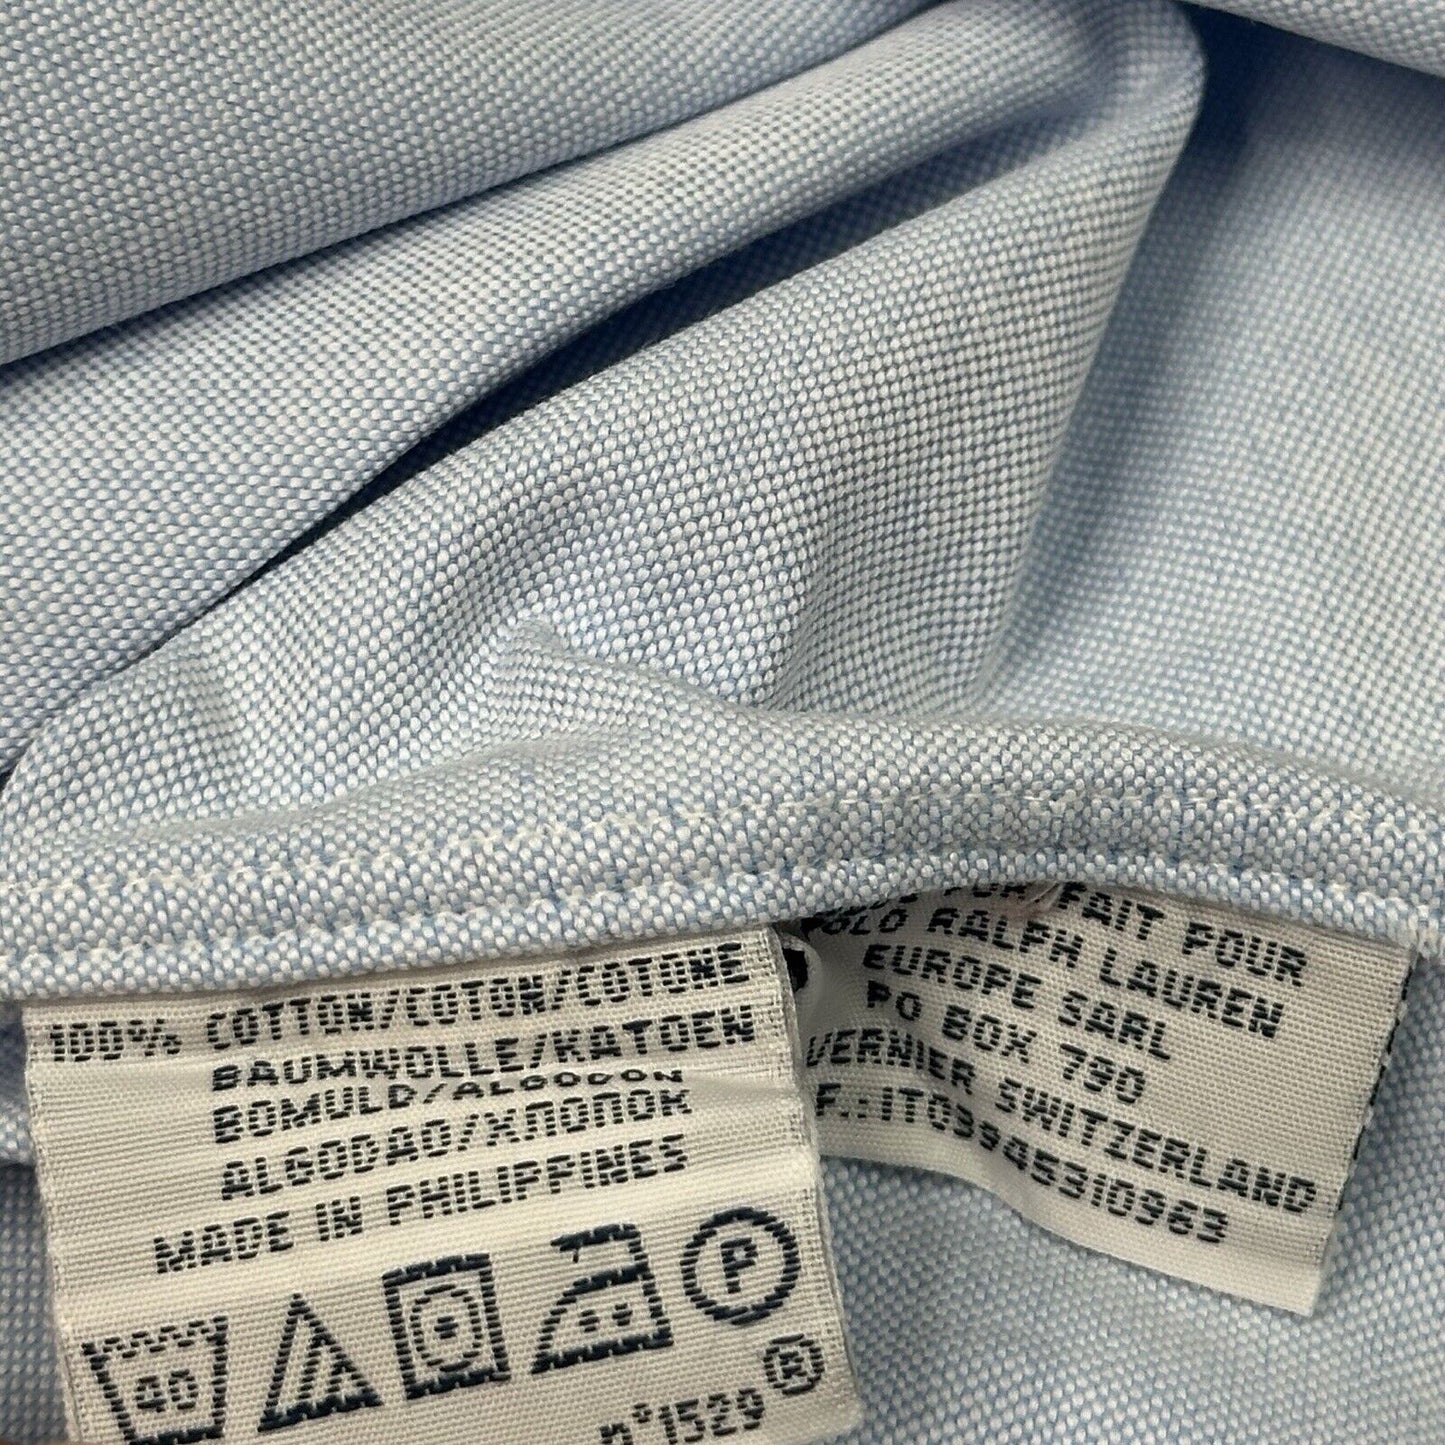 100% COTTON/COTON/COTONE
BAUMWOLLE/KATOEN
BOMULD/ALGODON
ALGODAO/ХЛОПОК
MADE IN PHILIPPINES
40
P
®
n°1529
FOR/FAIT POUR
POLO RALPH LAUREN
EUROPE SARL
PO BOX 790
VERNIER SWITZERLAND
F.:IT03945310963